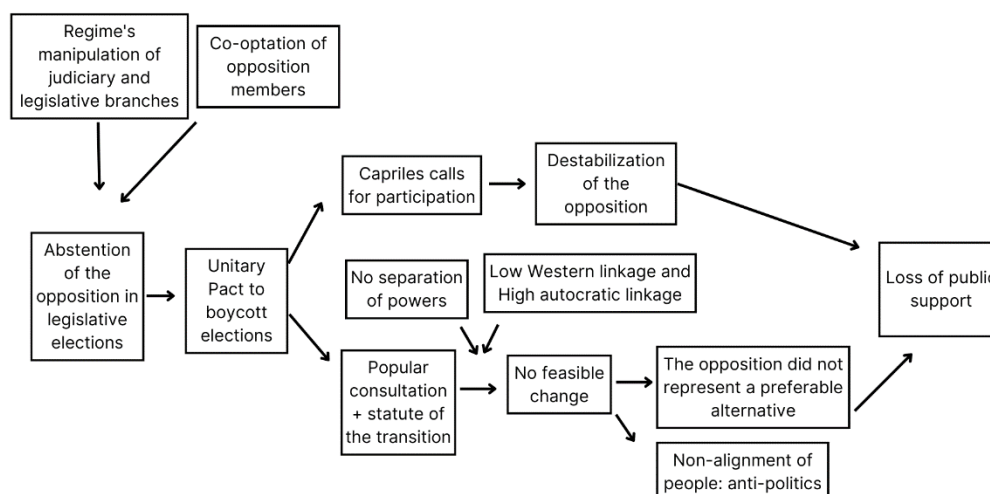 Regime's
manipulation of
judiciary and
legislative branches
Co-optation of
opposition
members
Capriles calls
for participation
Destabilization
of the
opposition
Abstention
of the
opposition in
legislative
elections
Unitary
Pact to
boycott
elections
No separation
of powers
Low Western linkage and
High autocratic linkage
Loss of public
support
Popular
consultation
+ statute of
the transition
No feasible
change
The opposition did not
represent a preferable
alternative
Non-alignment of
people: anti-politics